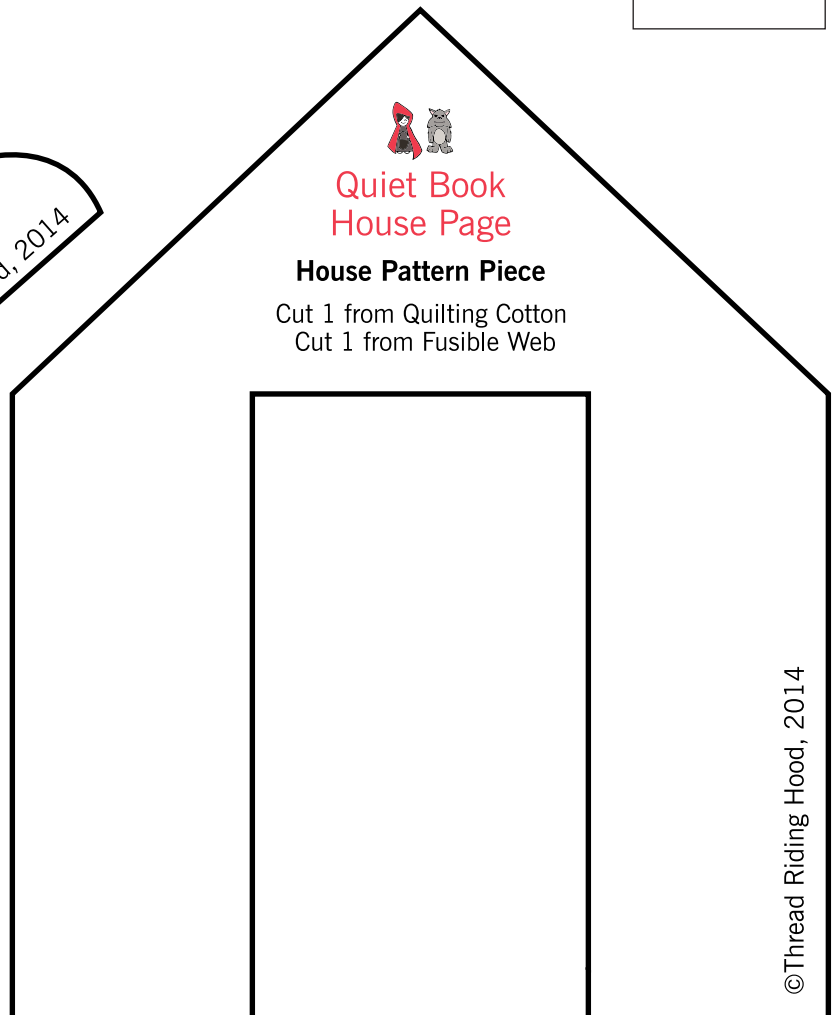 Quiet Book
House Page
House Pattern Piece
Cut 1 from Quilting Cotton
Cut 1 from Fusible Web
, 2014
©Thread Riding Hood, 2014